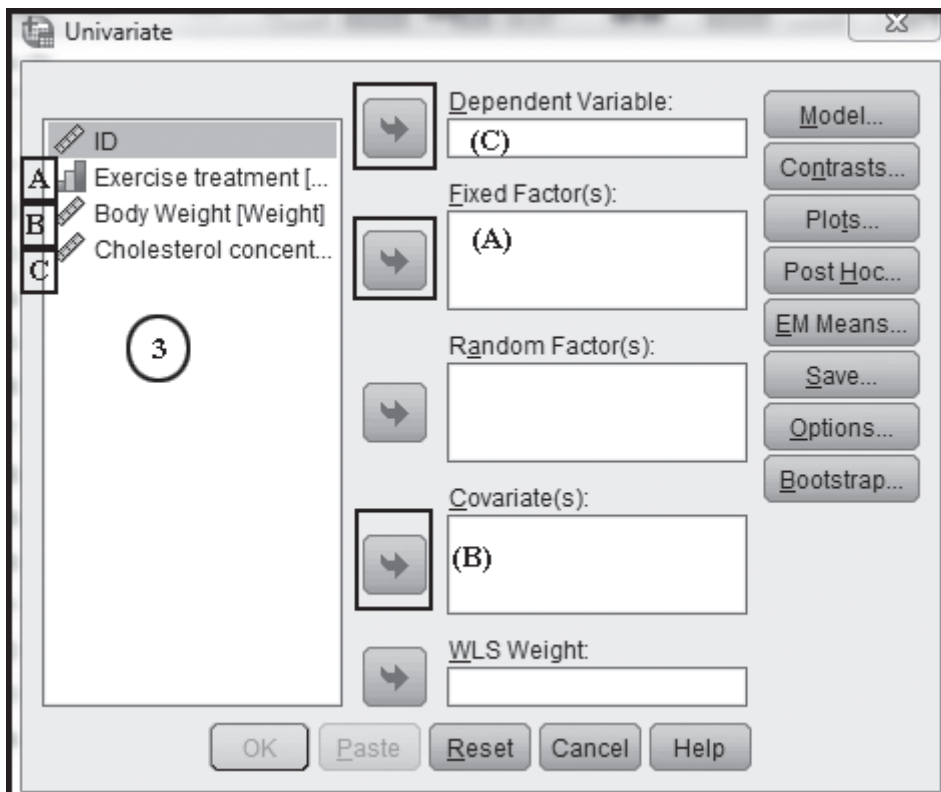 Univariate
ID
A Exercise treatment [...
B Body Weight [Weight]
C Cholesterol concent...
3
Dependent Variable:
(C)
Fixed Factor(s):
(A)
Random Factor(s):
Covariate(s):
(B)
WLS Weight:
Model...
Contrasts...
Plots...
Post Hoc...
EM Means...
Save...
Options...
Bootstrap...
OK Paste Reset Cancel Help